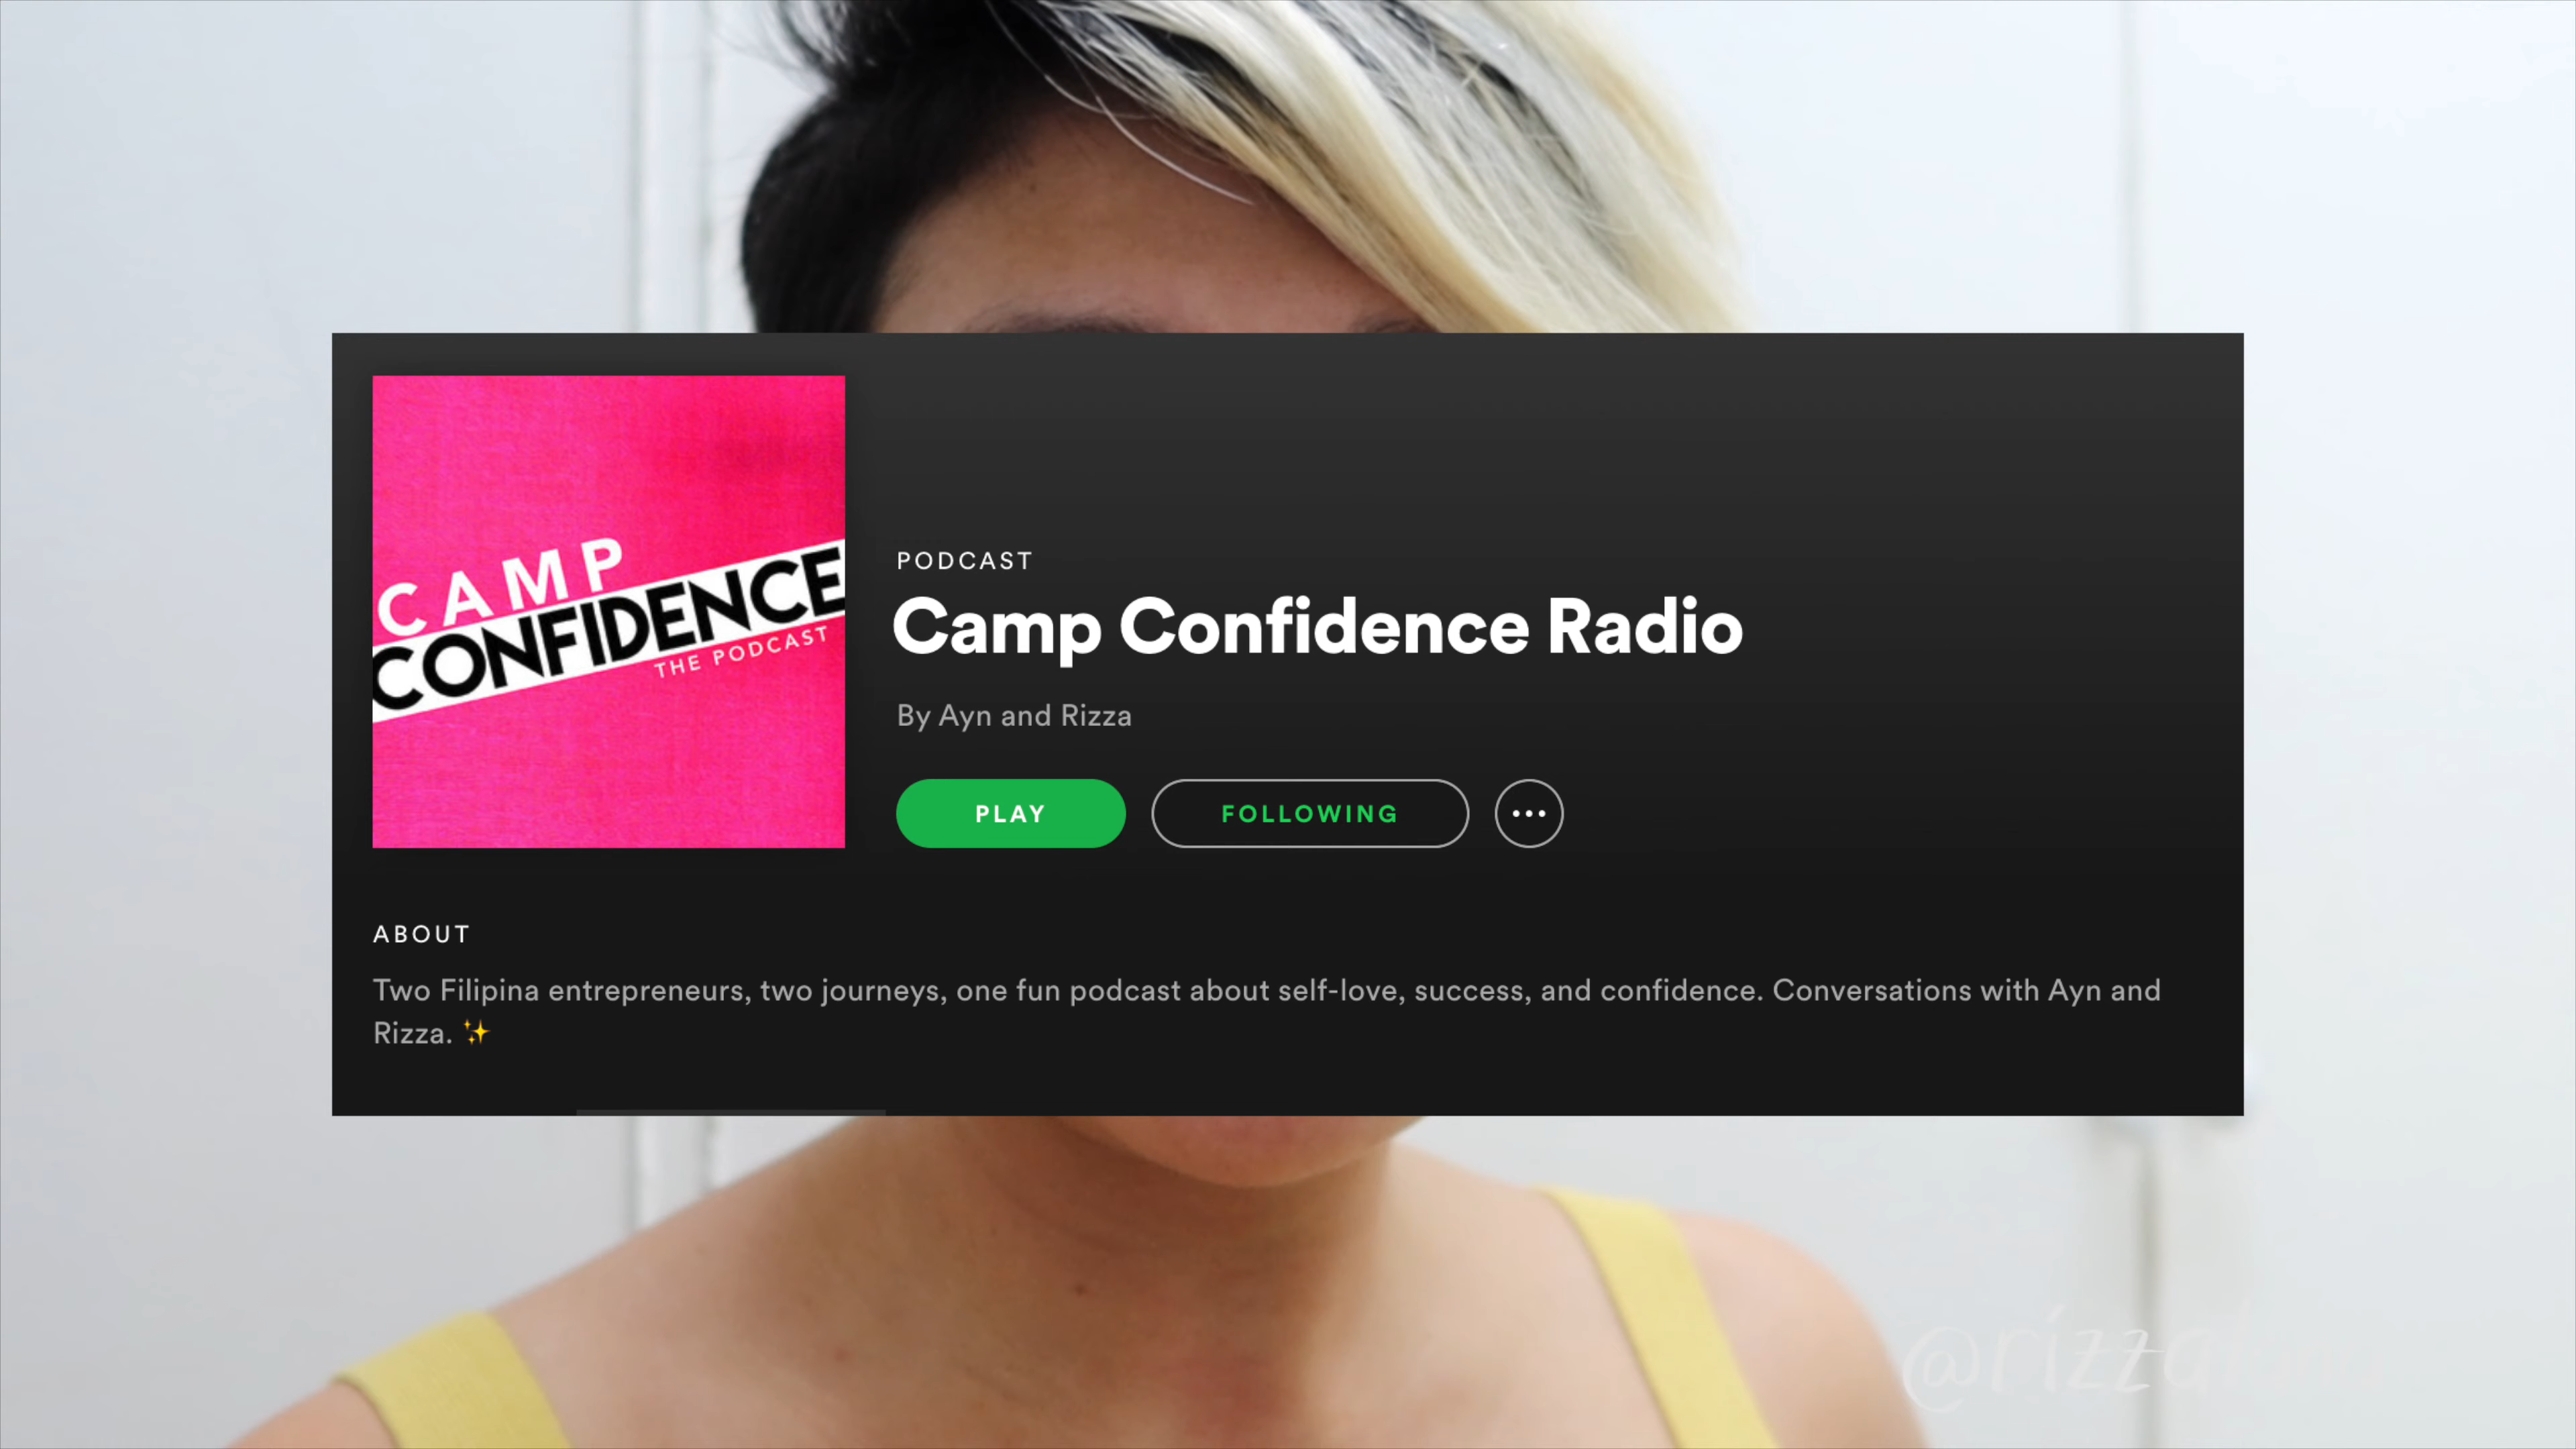 CAMP
CONFIDENCE
THE PODCAST
PODCAST
Camp Confidence Radio
By Ayn and Rizza
PLAY
FOLLOWING
ABOUT
Two Filipina entrepreneurs, two journeys, one fun podcast about self-love, success, and confidence. Conversations with Ayn and
Rizza. ✨